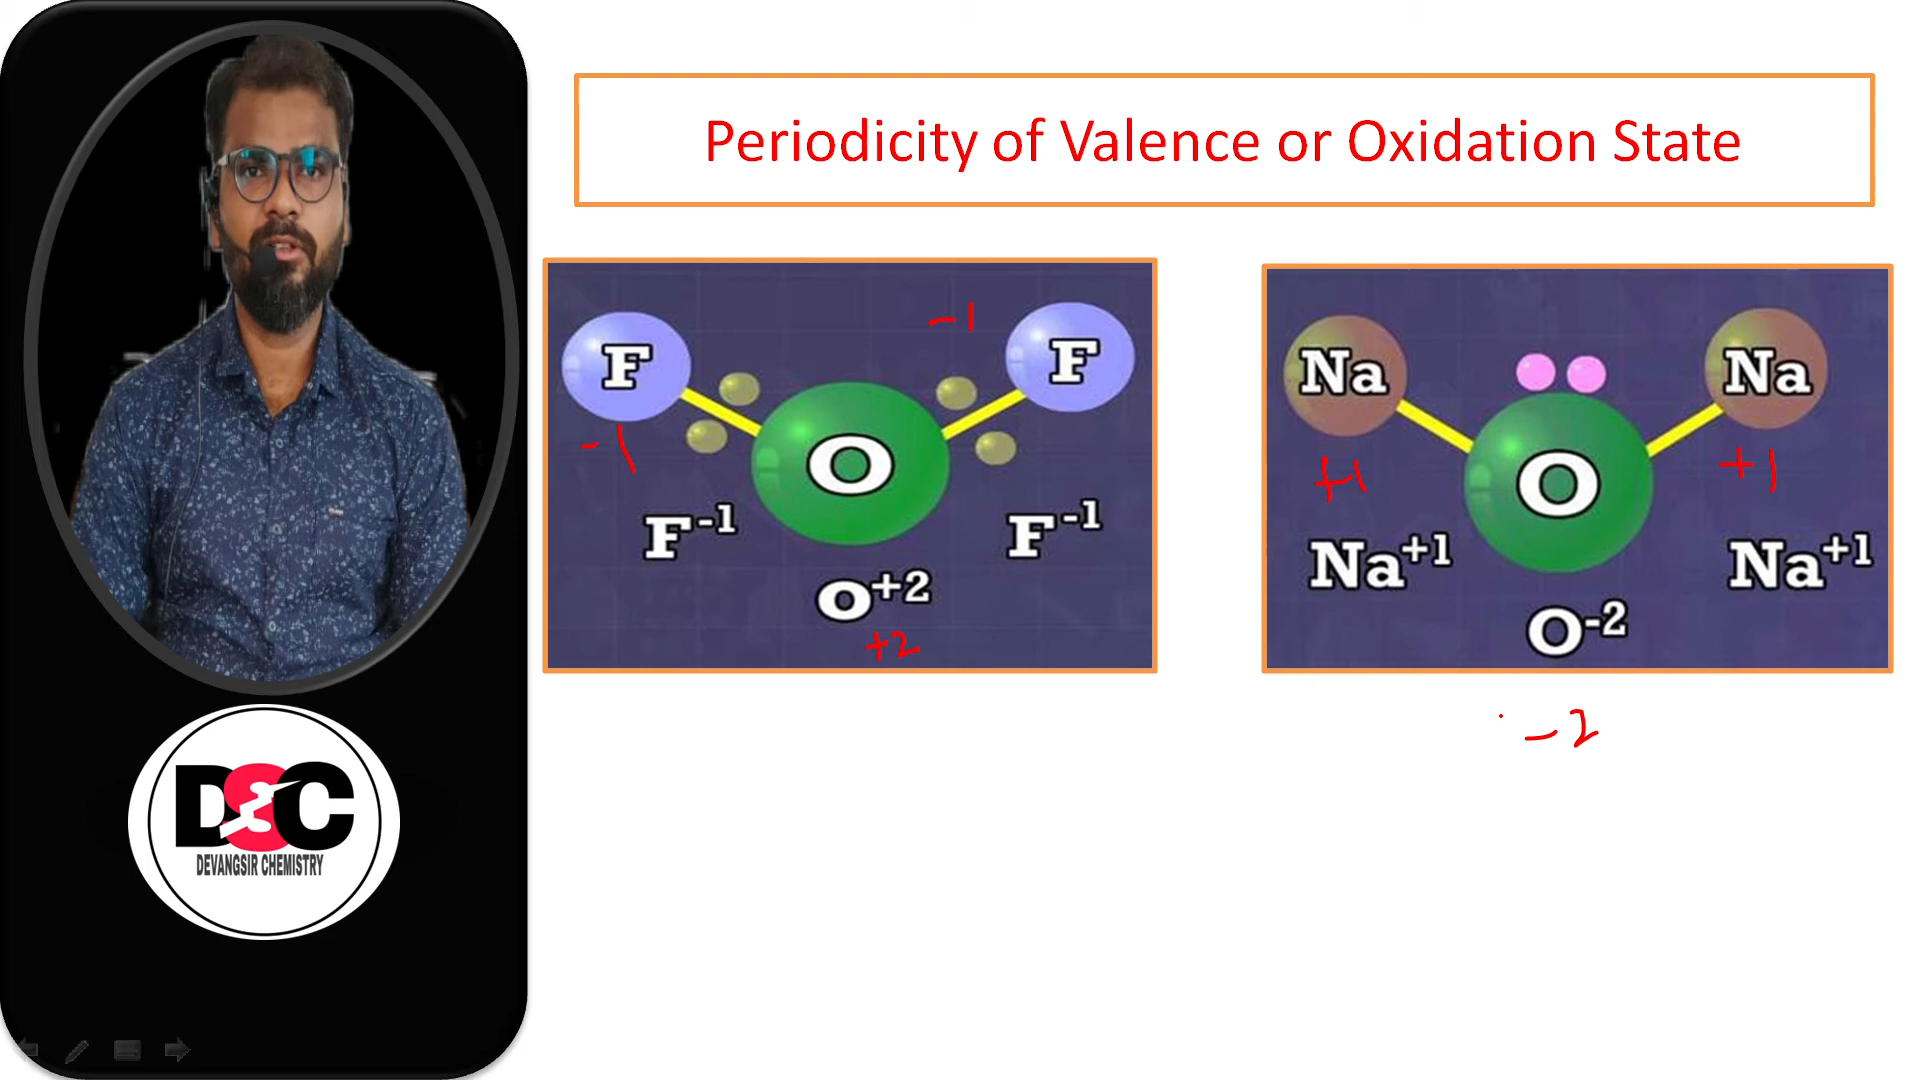 Periodicity of Valence or Oxidation State
F
-1
F
O
-1
F-1
F-1
O+2
+2
Na
Na
O
+1
+1
Na+1
Na+1
O-2
-2
DSC
DEVANGSIR CHEMISTRY